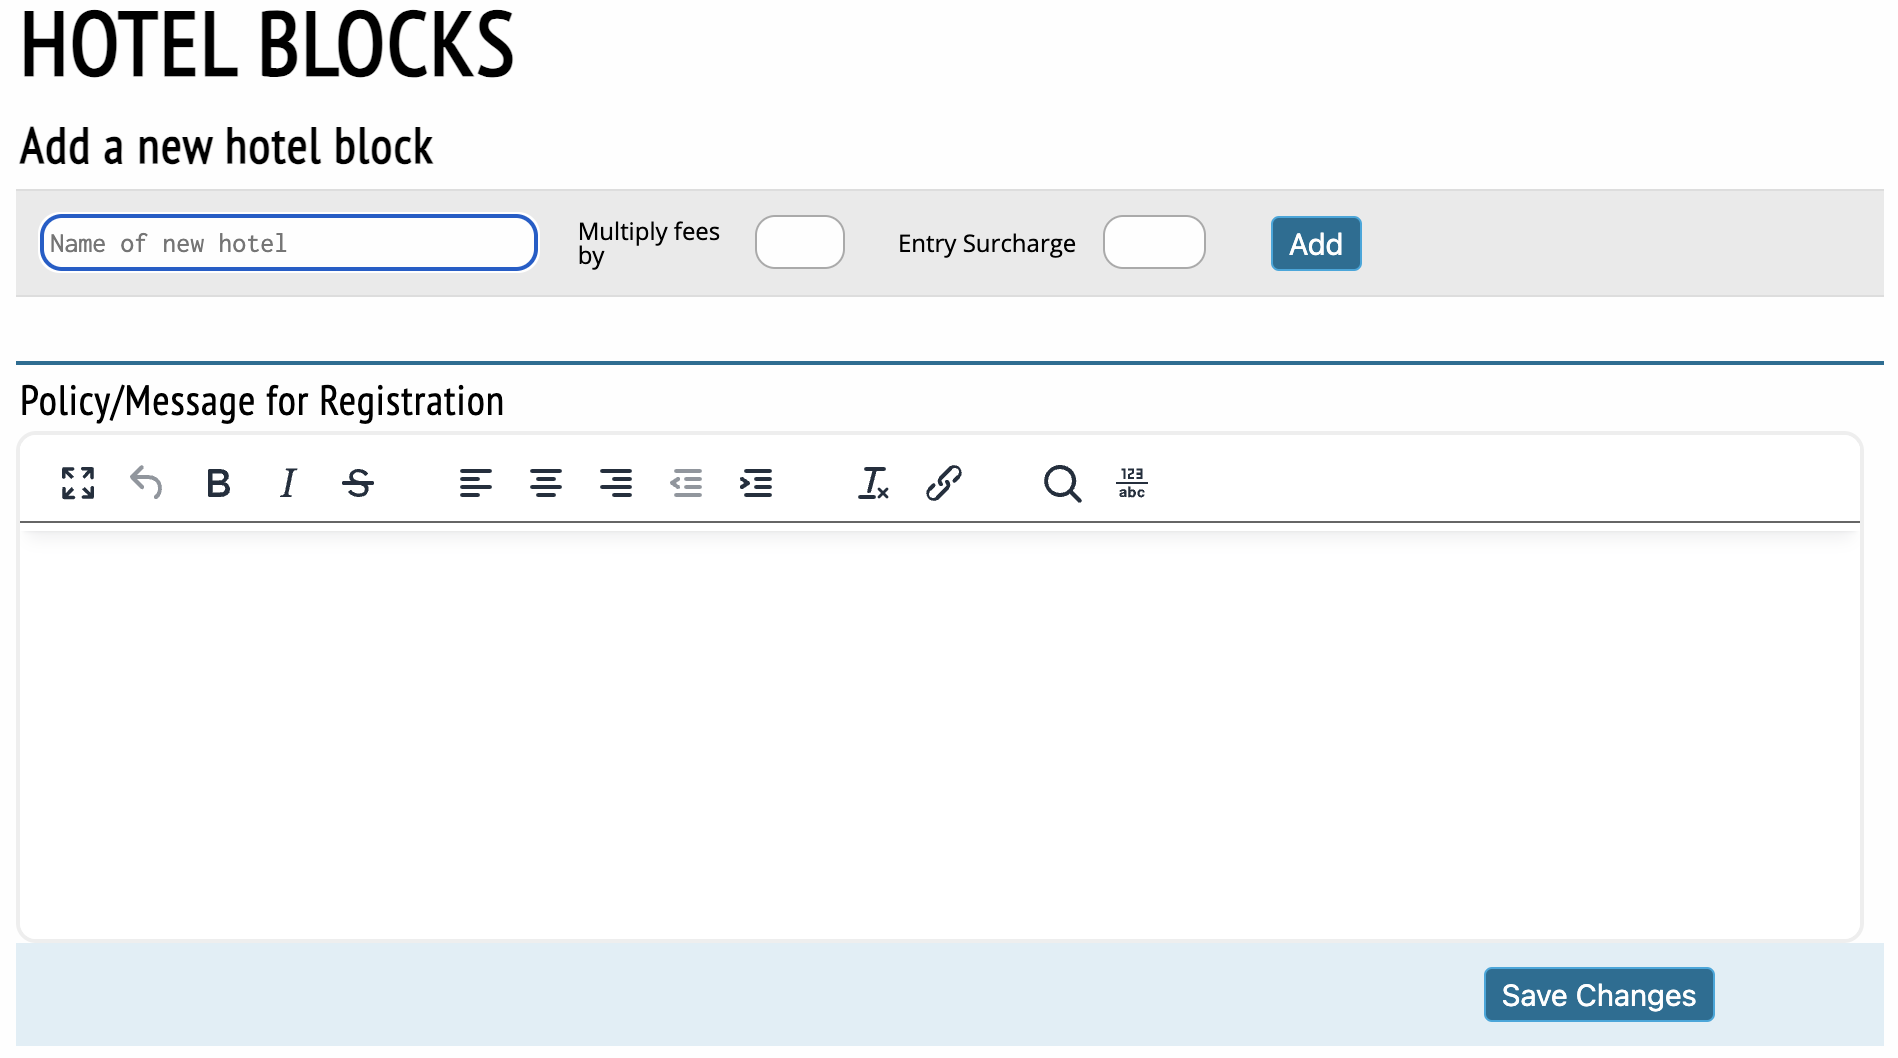 HOTEL BLOCKS
Add a new hotel block
Name of new hotel
Multiply fees
by
Entry Surcharge
Add
Policy/Message for Registration
123
abc
Save Changes